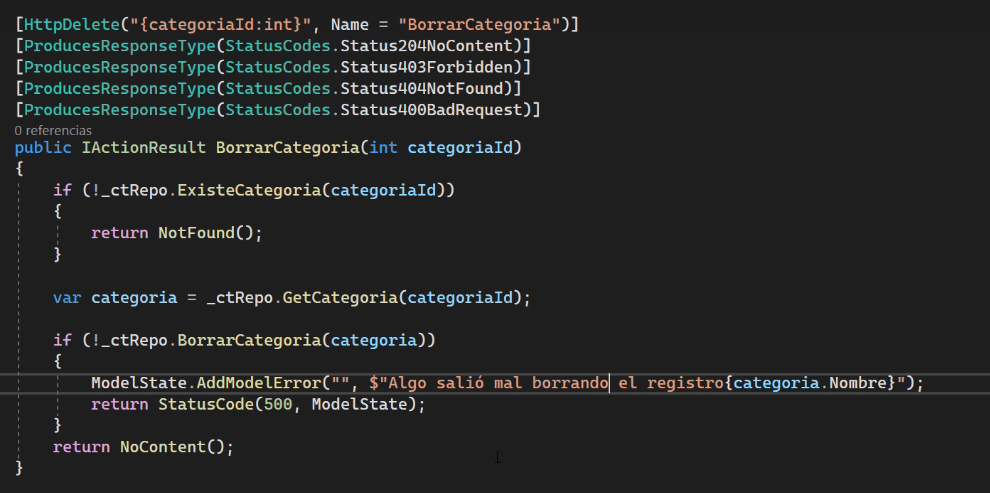 [HttpDelete("{categoriaId:int}", Name = "BorrarCategoria")]
[ProducesResponseType(StatusCodes.Status204NoContent)]
[ProducesResponseType(StatusCodes.Status403Forbidden)]
[ProducesResponseType(StatusCodes.Status404NotFound)]
[ProducesResponseType(StatusCodes.Status400BadRequest)]
0 referencias
public IActionResult BorrarCategoria(int categoriaId)
{
    if (!_ctRepo.ExisteCategoria(categoriaId))
    {
        return NotFound();
    }

    var categoria = _ctRepo.GetCategoria(categoriaId);

    if (!_ctRepo.BorrarCategoria(categoria))
    {
        ModelState.AddModelError("", $"Algo salió mal borrando el registro{categoria.Nombre}");
        return StatusCode(500, ModelState);
    }
    return NoContent();
}